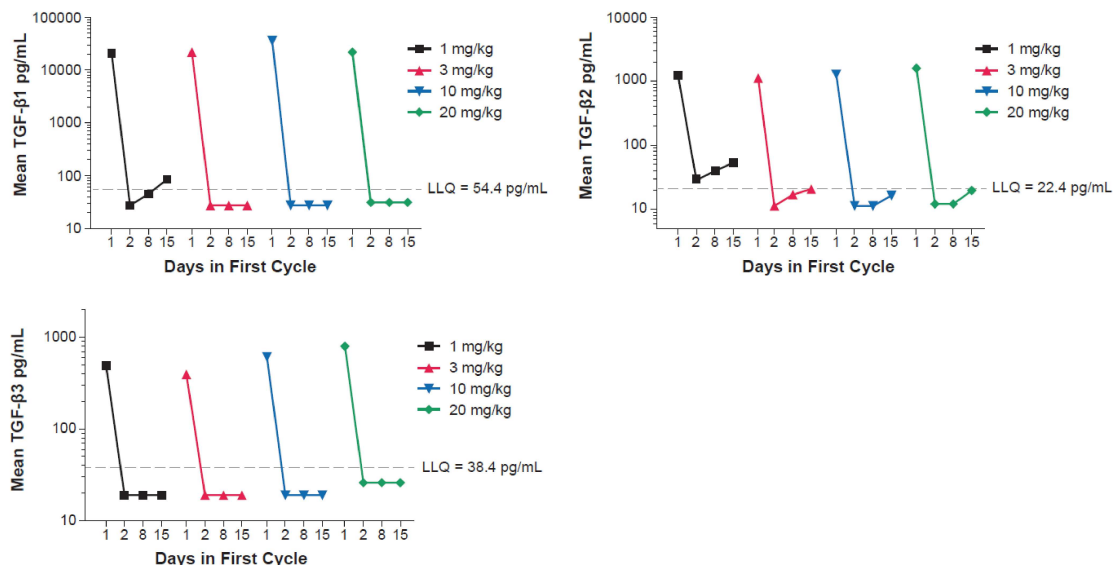 Mean TGF-β1 pg/mL
100000
10000
1000
100
10
1 2 8 15 1 2 8 15 1 2 8 15 1 2 8 15
Days in First Cycle
1 mg/kg
3 mg/kg
10 mg/kg
20 mg/kg
LLQ = 54.4 pg/mL
Mean TGF-β2 pg/mL
10000
1000
100
10
1 2 8 15 1 2 8 15 1 2 8 15 1 2 8 15
Days in First Cycle
1 mg/kg
3 mg/kg
10 mg/kg
20 mg/kg
LLQ = 22.4 pg/mL
Mean TGF-β3 pg/mL
1000
100
10
1 2 8 15 1 2 8 15 1 2 8 15 1 2 8 15
Days in First Cycle
1 mg/kg
3 mg/kg
10 mg/kg
20 mg/kg
LLQ = 38.4 pg/mL